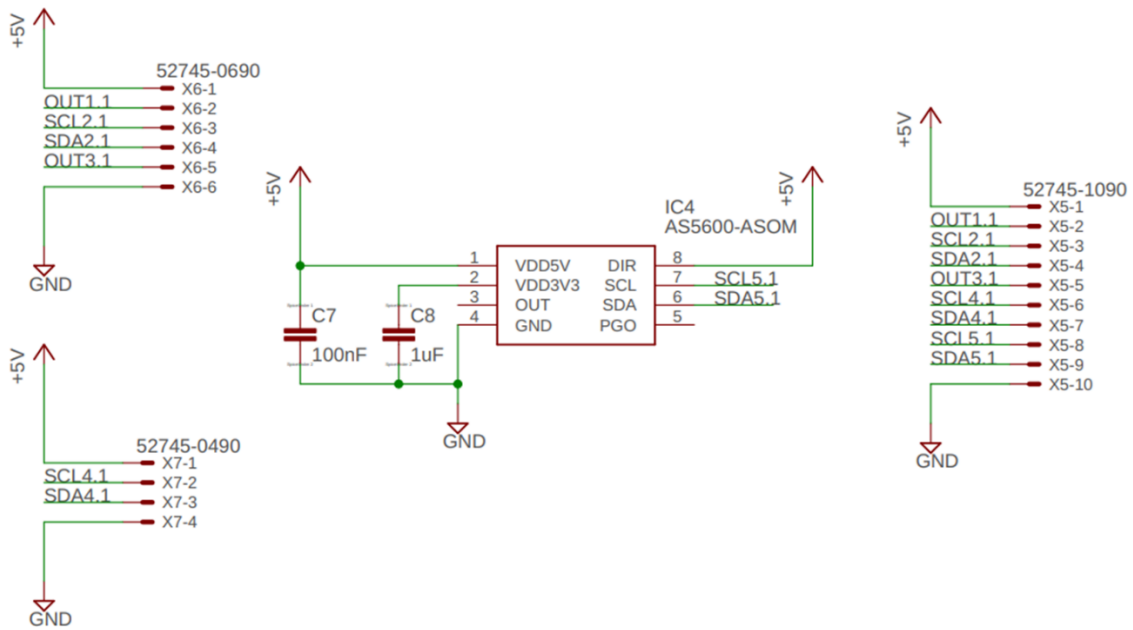 +5V
52745-0690
X6-1
OUT1.1 X6-2
SCL2.1 X6-3
SDA2.1 X6-4
OUT3.1 X6-5
X6-6
GND
+5V
52745-0490
X7-1
SCL4.1 X7-2
SDA4.1 X7-3
X7-4
GND
+5V
+5V
IC4
AS5600-ASOM
1 VDD5V DIR 8
2 VDD3V3 SCL 7 SCL5.1
3 OUT SDA 6 SDA5.1
4 GND PGO 5
C7
100nF
C8
1uF
GND
+5V
52745-1090
X5-1
OUT1.1 X5-2
SCL2.1 X5-3
SDA2.1 X5-4
OUT3.1 X5-5
SCL4.1 X5-6
SDA4.1 X5-7
SCL5.1 X5-8
SDA5.1 X5-9
X5-10
GND